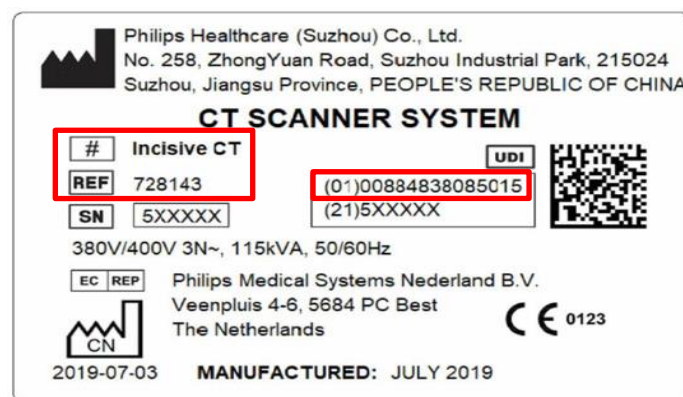 Philips Healthcare (Suzhou) Co., Ltd.
No. 258, ZhongYuan Road, Suzhou Industrial Park, 215024
Suzhou, Jiangsu Province, PEOPLE'S REPUBLIC OF CHINA
CT SCANNER SYSTEM
# Incisive CT
UDI
REF 728143
(01)00884838085015
SN 5XXXXX
(21)5XXXXX
380V/400V 3N~, 115kVA, 50/60Hz
EC REP Philips Medical Systems Nederland B.V.
Veenpluis 4-6, 5684 PC Best
The Netherlands
CE 0123
CN
2019-07-03 MANUFACTURED: JULY 2019